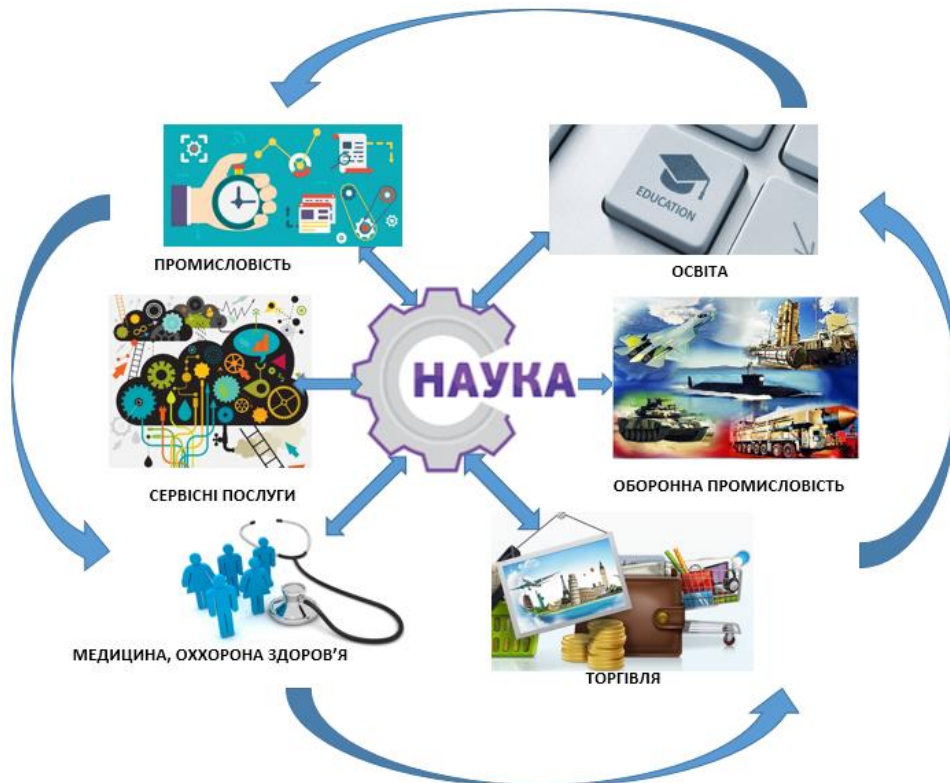 EDUCATION
ПРОМИСЛОВІСТЬ
ОСВІТА
НАУКА
СЕРВІСНІ ПОСЛУГИ
ОБОРОННА ПРОМИСЛОВІСТЬ
МЕДИЦИНА, ОХХОРОНА ЗДОРОВ'Я
ТОРГІВЛЯ